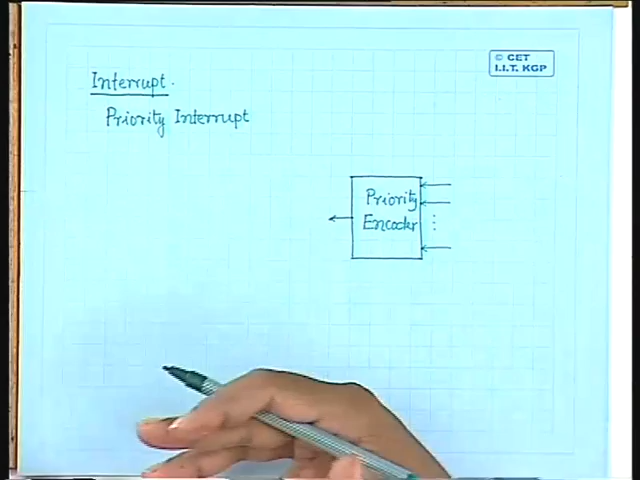 © CET
I.I.T. KGP
Interrupt.
Priority Interrupt
Priority
Encoder